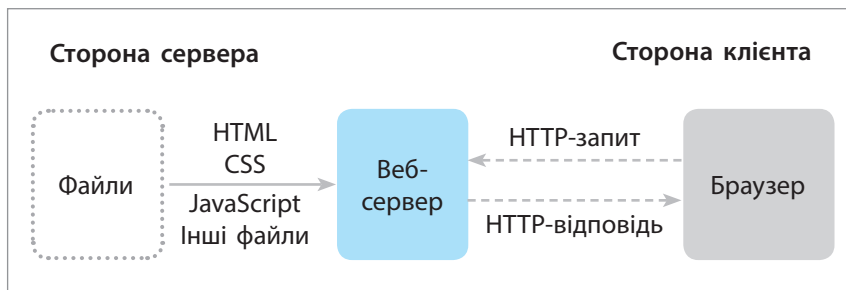 Сторона сервера
Сторона клієнта
Файли
HTML
CSS
JavaScript
Інші файли
Веб-
сервер
HTTP-запит
HTTP-відповідь
Браузер